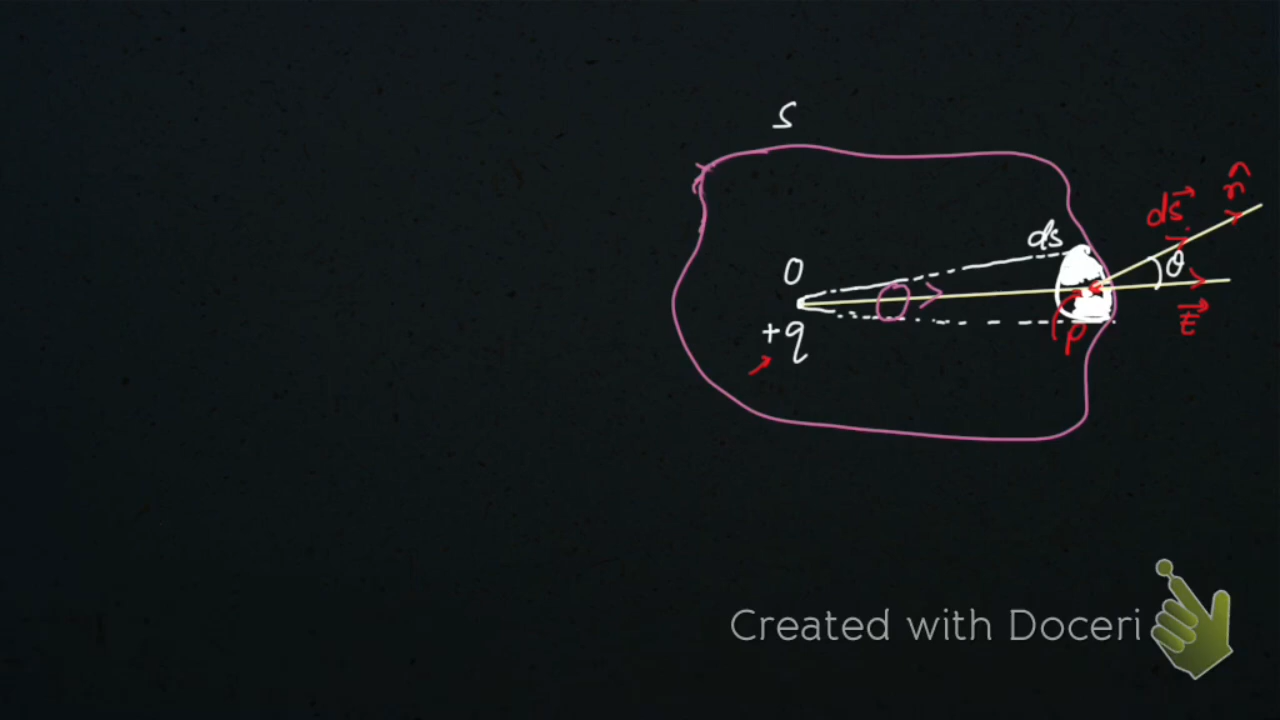 S
n̂
ds⃗
ds
θ
O
E⃗
+q
P
Created with Doceri